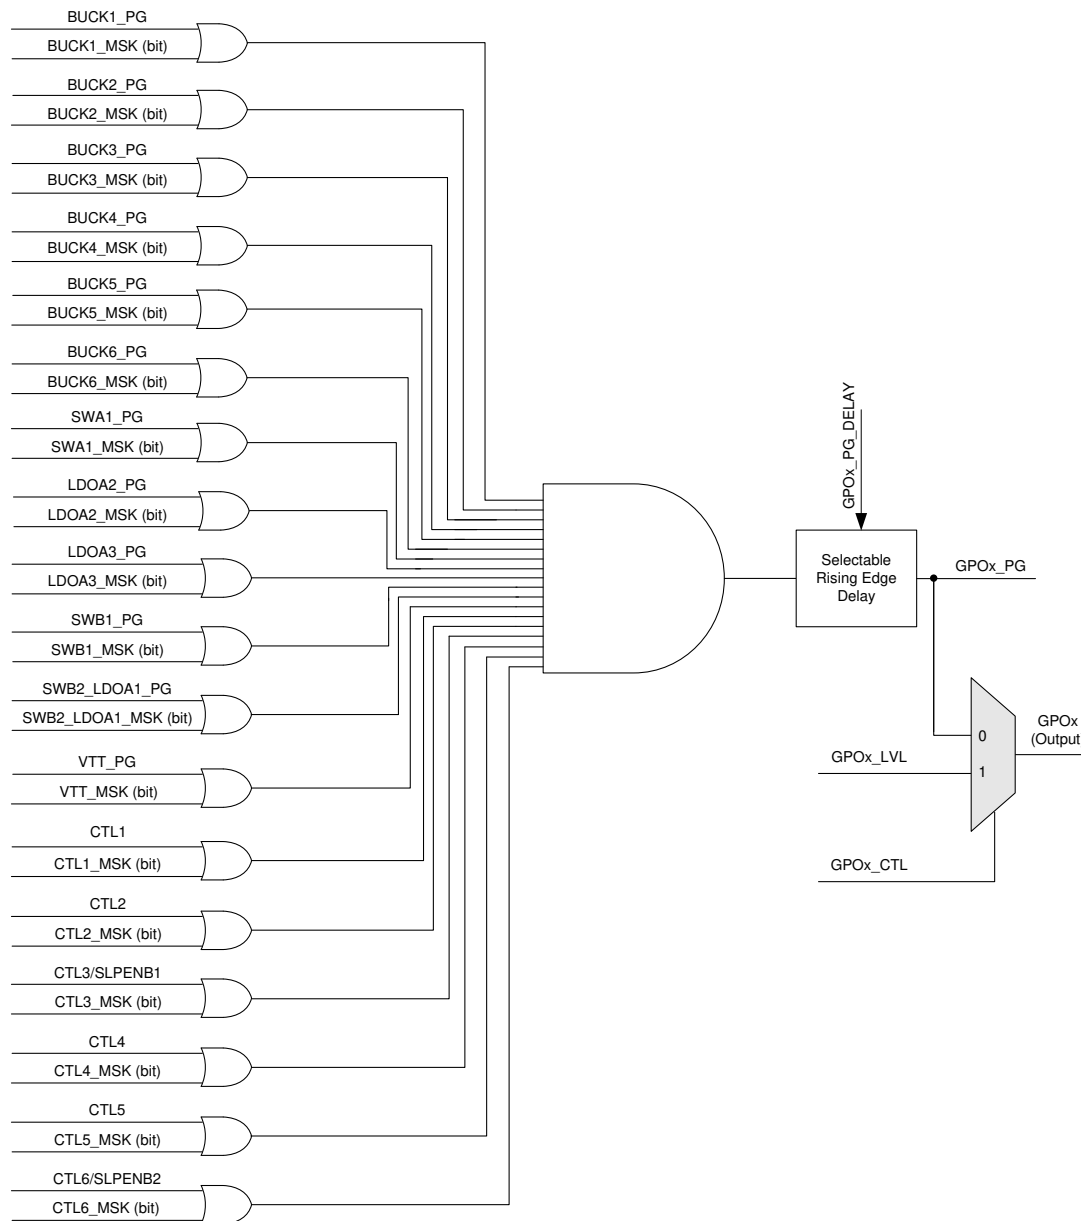 BUCK1_PG
BUCK1_MSK (bit)
BUCK2_PG
BUCK2_MSK (bit)
BUCK3_PG
BUCK3_MSK (bit)
BUCK4_PG
BUCK4_MSK (bit)
BUCK5_PG
BUCK5_MSK (bit)
BUCK6_PG
BUCK6_MSK (bit)
SWA1_PG
SWA1_MSK (bit)
LDOA2_PG
LDOA2_MSK (bit)
LDOA3_PG
LDOA3_MSK (bit)
SWB1_PG
SWB1_MSK (bit)
SWB2_LDOA1_PG
SWB2_LDOA1_MSK (bit)
VTT_PG
VTT_MSK (bit)
CTL1
CTL1_MSK (bit)
CTL2
CTL2_MSK (bit)
CTL3/SLPENB1
CTL3_MSK (bit)
CTL4
CTL4_MSK (bit)
CTL5
CTL5_MSK (bit)
CTL6/SLPENB2
CTL6_MSK (bit)
GPOx_PG_DELAY
Selectable
Rising Edge
Delay
GPOx_PG
0
1
GPOx_LVL
GPOx_CTL
GPOx
(Output